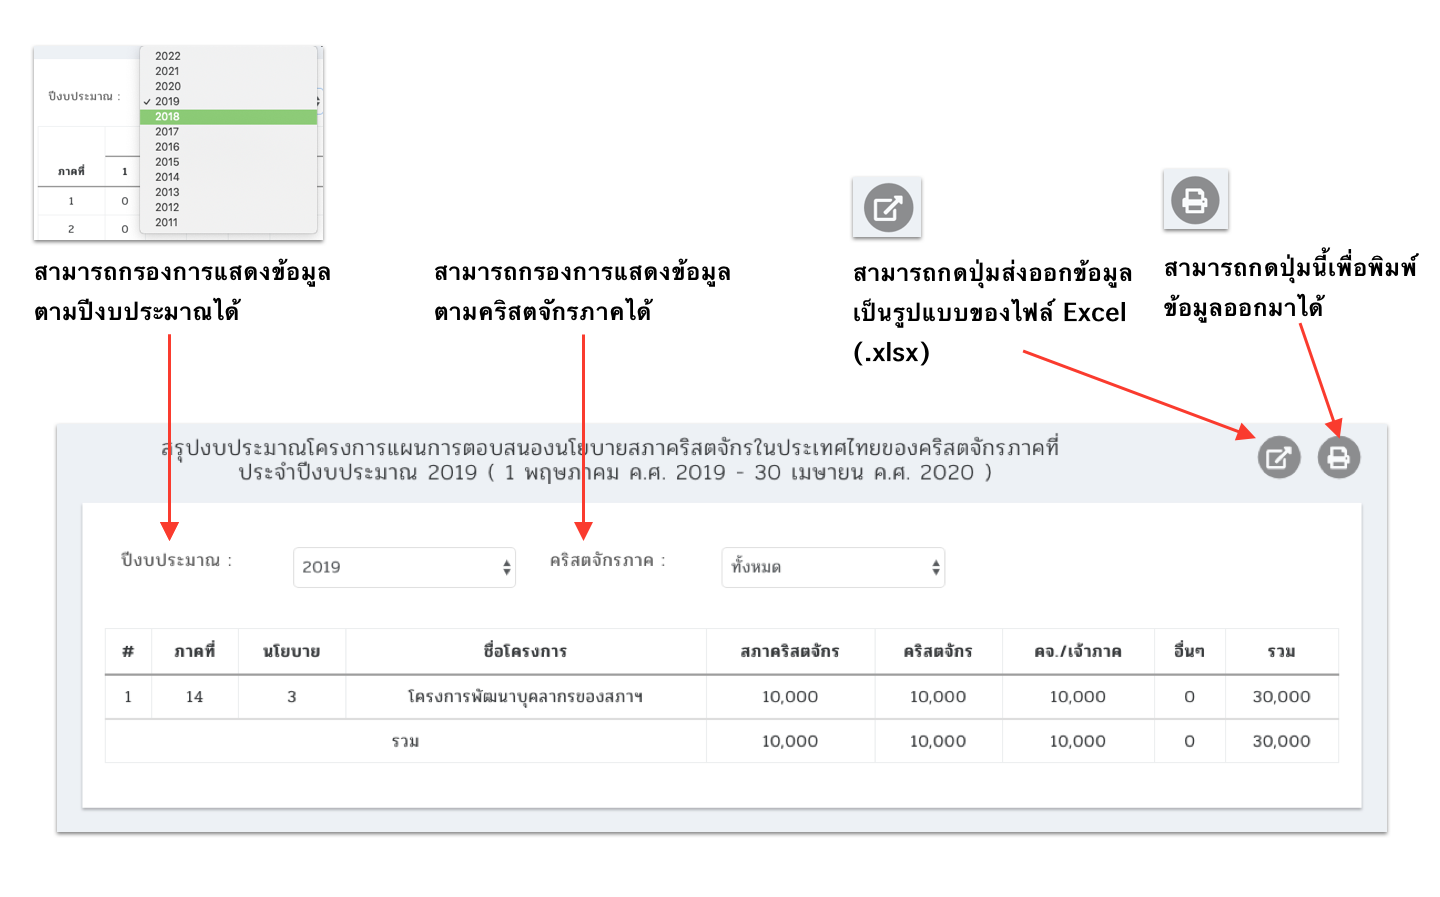 2022
2021
2020
ปีงบประมาณ :
✓ 2019
2018
2017
2016
2015
ภาคที่ 1
2014
2013
1 0
2012
2011
2 0
สามารถกรองการแสดงข้อมูล
ตามปีงบประมาณได้
สามารถกรองการแสดงข้อมูล
ตามคริสตจักรภาคได้
สามารถกดปุ่มส่งออกข้อมูล
เป็นรูปแบบของไฟล์ Excel
(.xlsx)
สามารถกดปุ่มนี้เพื่อพิมพ์
ข้อมูลออกมาได้
สรุปงบประมาณโครงการแผนการตอบสนองนโยบายสภาคริสตจักรในประเทศไทยของคริสตจักรภาคที่
ประจำปีงบประมาณ 2019 ( 1 พฤษภาคม ค.ศ. 2019 - 30 เมษายน ค.ศ. 2020 )
ปีงบประมาณ : 2019 คริสตจักรภาค : ทั้งหมด
# ภาคที่ นโยบาย ชื่อโครงการ สภาคริสตจักร คริสตจักร คจ./เจ้าภาค อื่นๆ รวม
1 14 3 โครงการพัฒนาบุคลากรของสภาฯ 10,000 10,000 10,000 0 30,000
รวม 10,000 10,000 10,000 0 30,000